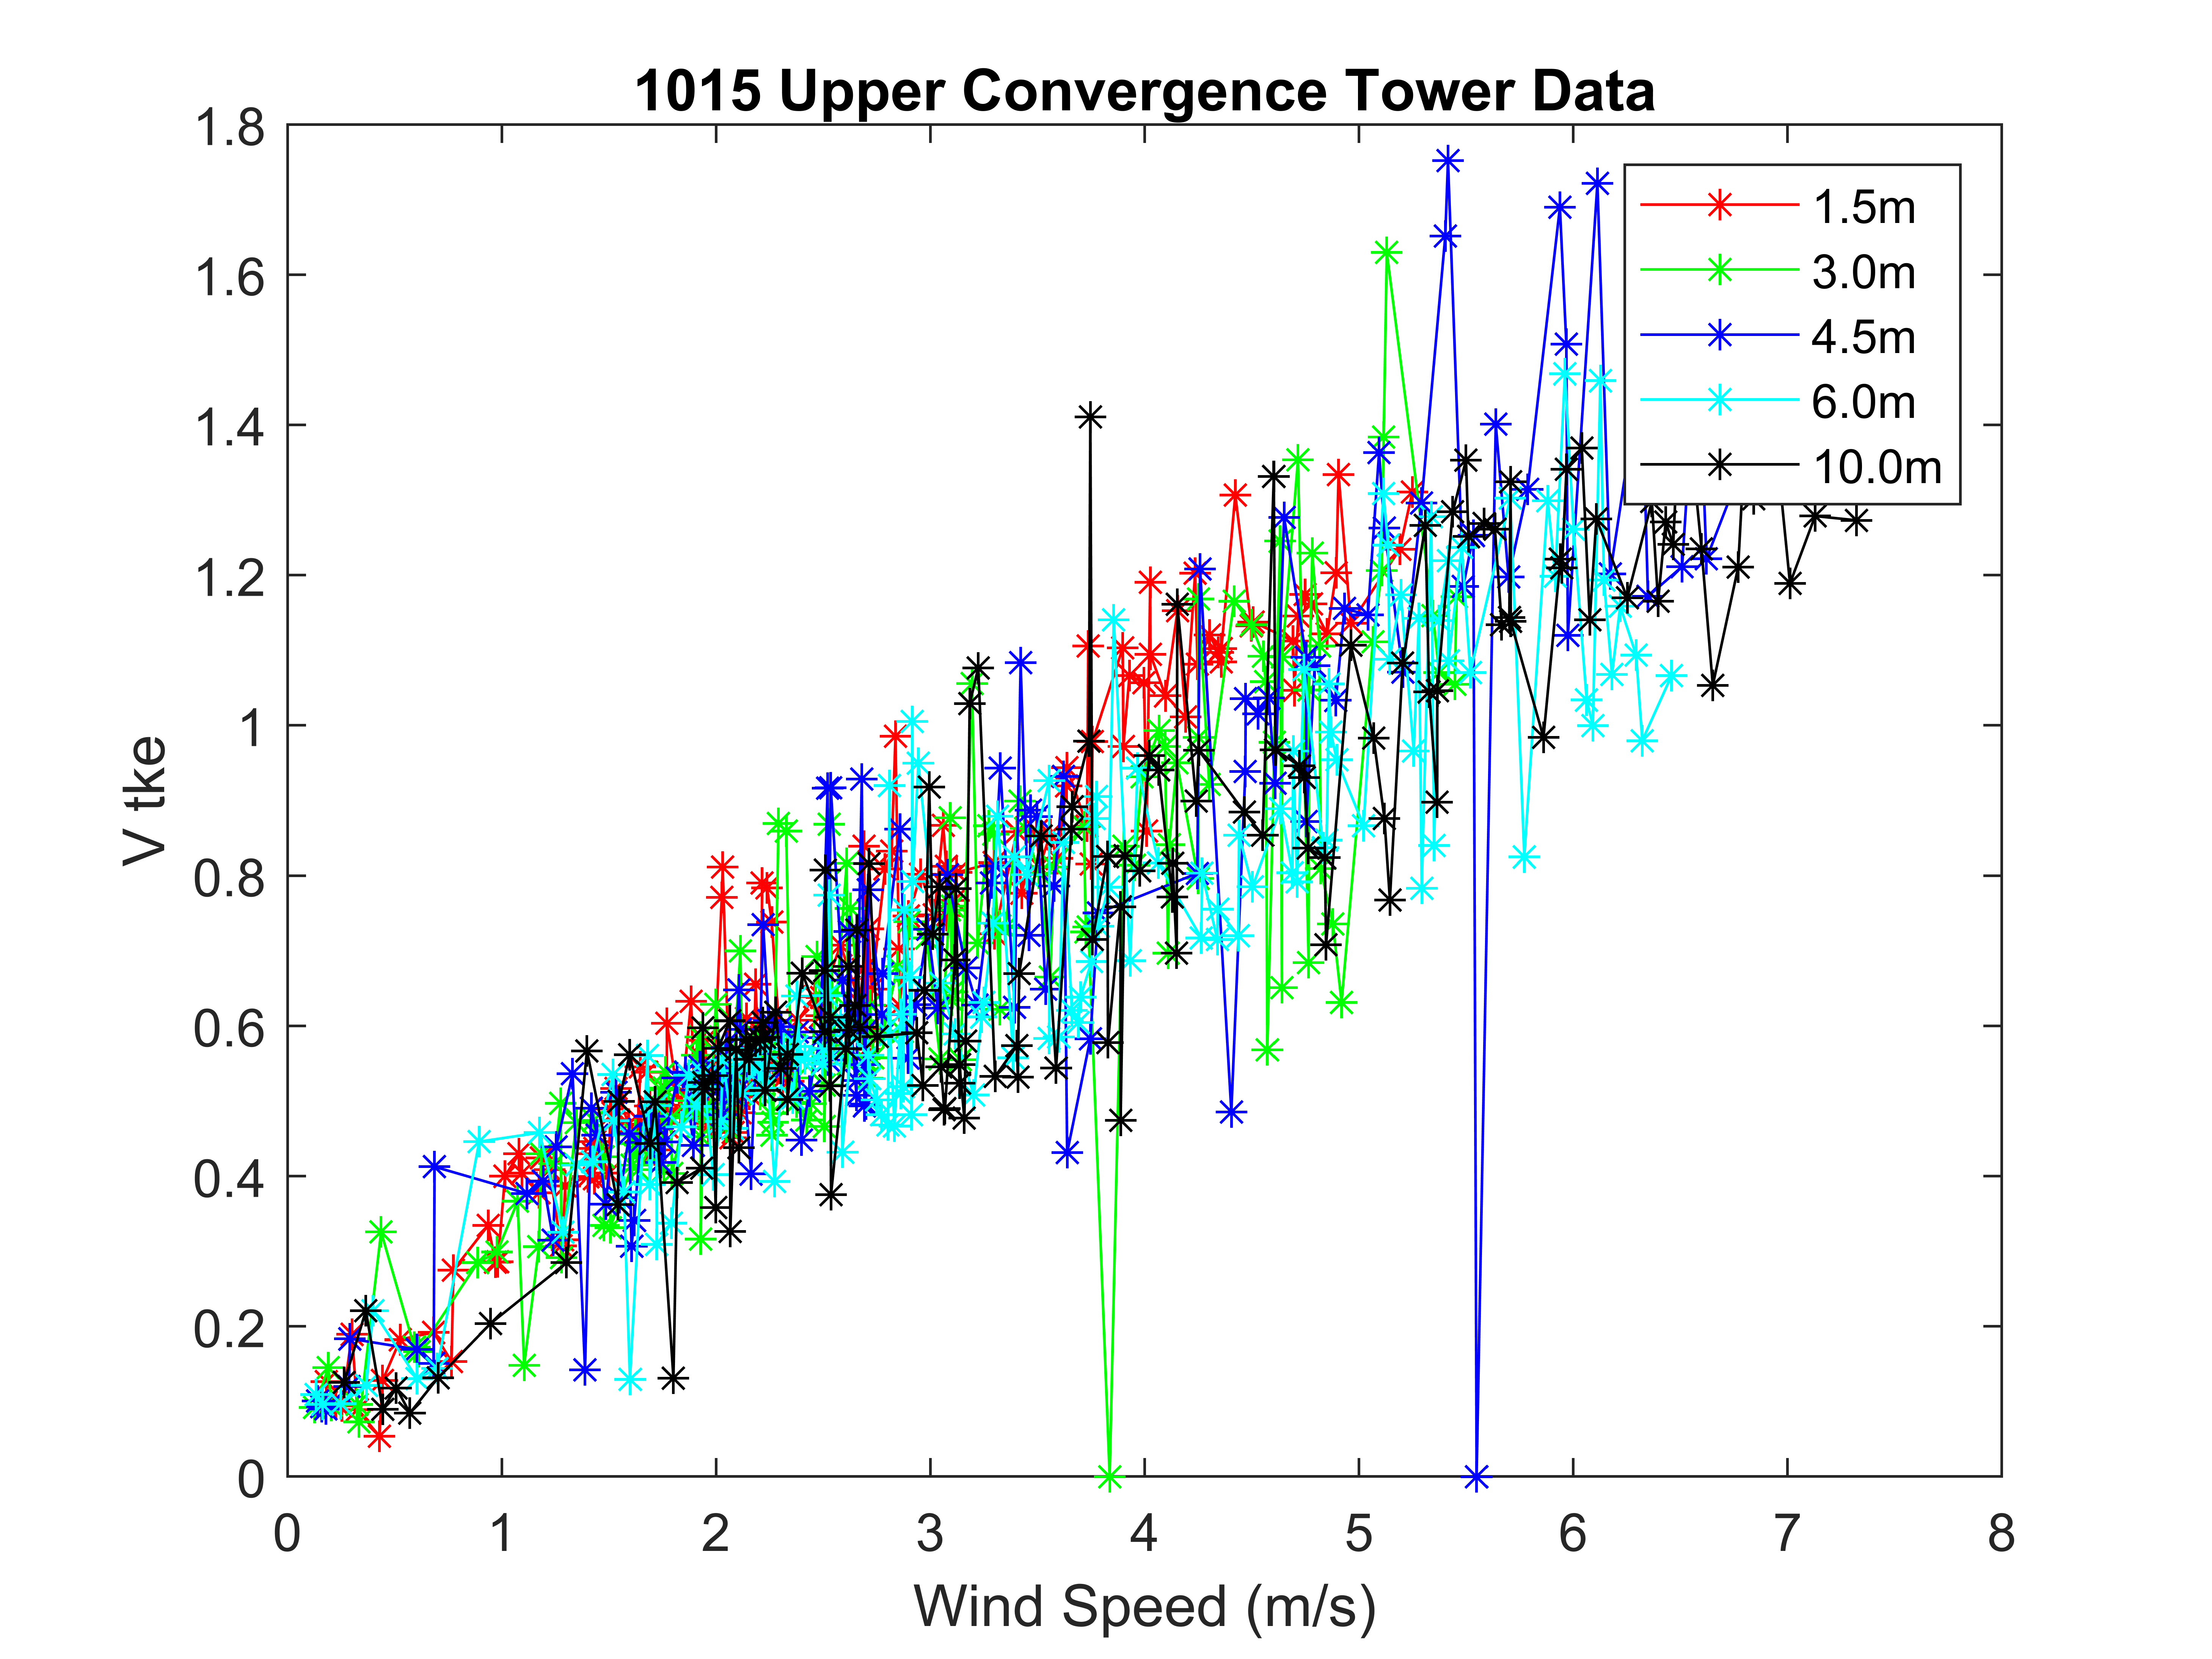 1015 Upper Convergence Tower Data
1.8
1.6
1.4
1.2
1
0.8
0.6
0.4
0.2
0
V tke
1.5m
3.0m
4.5m
6.0m
10.0m
0 1 2 3 4 5 6 7 8
Wind Speed (m/s)